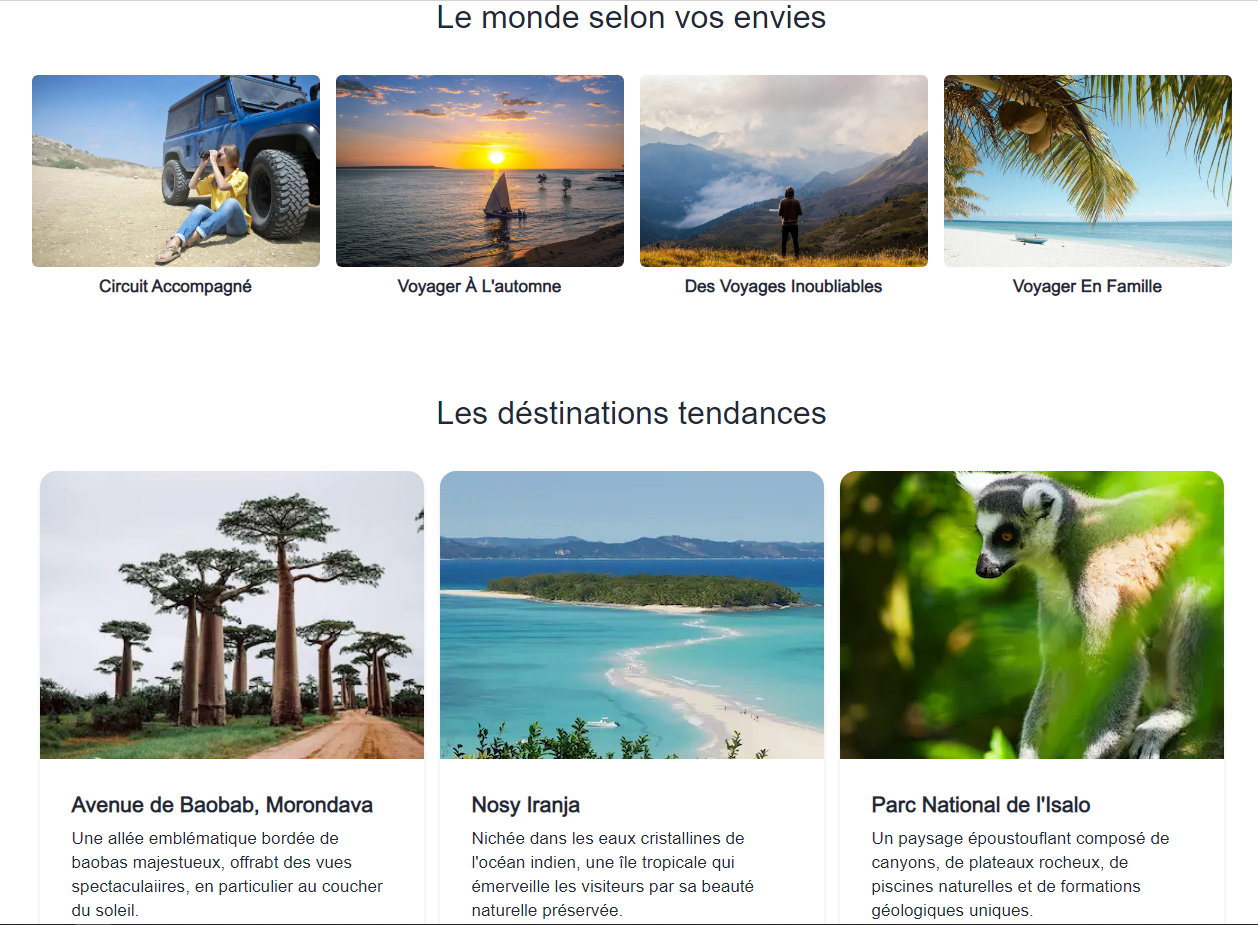 Le monde selon vos envies
Circuit Accompagné
Voyager À L'automne
Des Voyages Inoubliables
Voyager En Famille
Les déstinations tendances
Avenue de Baobab, Morondava
Une allée emblématique bordée de
baobas majestueux, offrabt des vues
spectaculaiires, en particulier au coucher
du soleil.
Nosy Iranja
Nichée dans les eaux cristallines de
l'océan indien, une île tropicale qui
émerveille les visiteurs par sa beauté
naturelle préservée.
Parc National de l'Isalo
Un paysage époustouflant composé de
canyons, de plateaux rocheux, de
piscines naturelles et de formations
géologiques uniques.